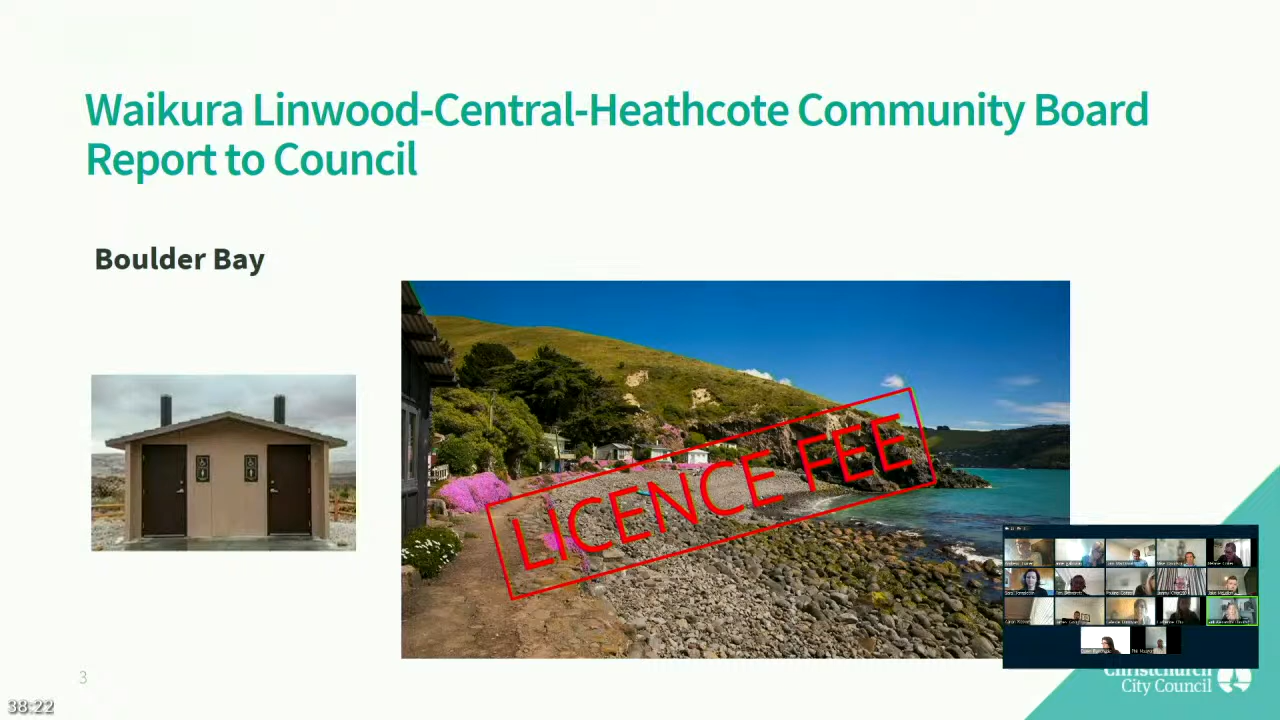 Waikura Linwood-Central-Heathcote Community Board
Report to Council
Boulder Bay
LICENCE FEE
3
Christchurch
City Council
38:22